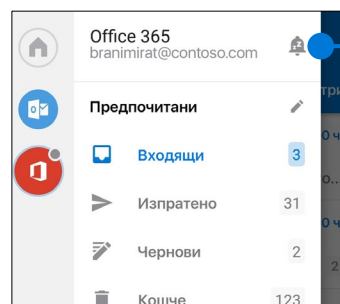 Office 365
branimirat@contoso.com
Предпочитани
Входящи 3
Изпратено 31
Чернови 2
Кошче 123